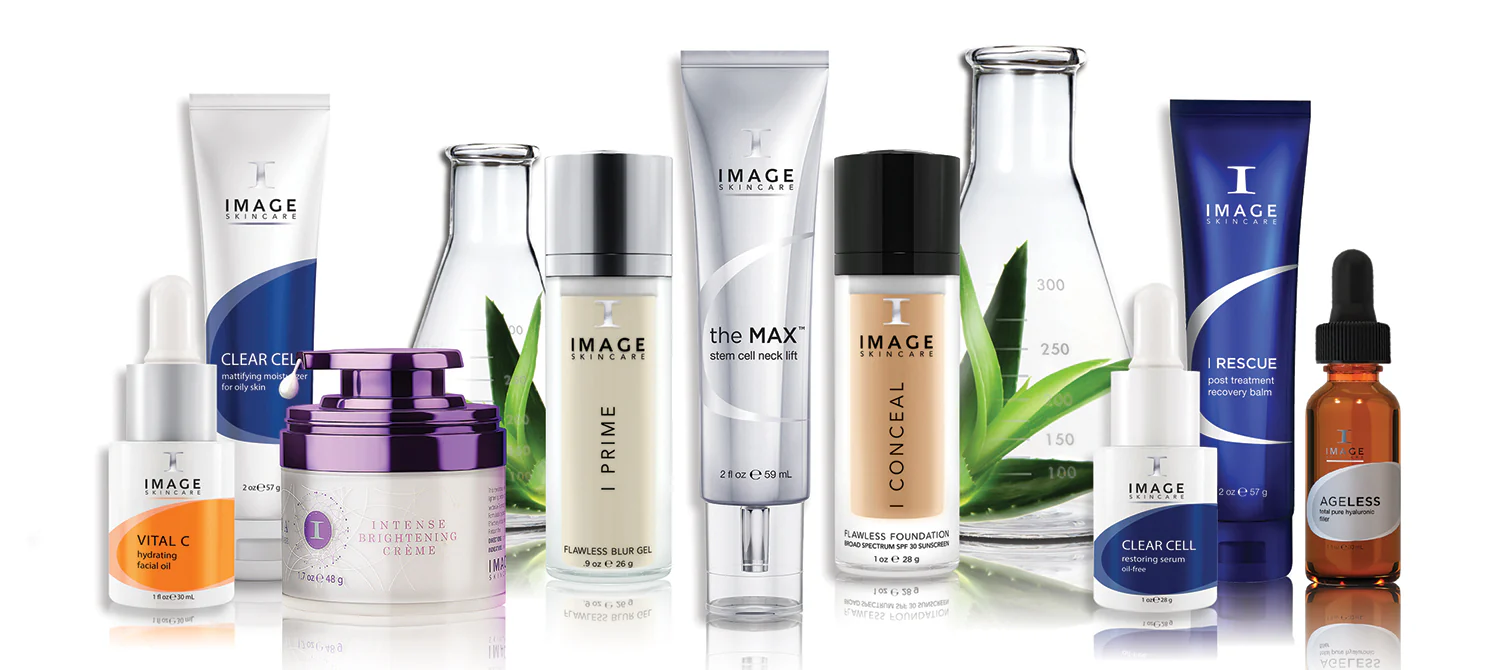 I
IMAGE
SKINCARE
CLEAR CELL
mattifying moisturizer
for oily skin
2 oz ℮ 57 g
I
IMAGE
SKINCARE
VITAL C
hydrating
facial oil
1 fl oz ℮ 30 mL
I
INTENSE
BRIGHTENING
CRÈME
1.7 oz ℮ 48 g
I
IMAGE
SKINCARE
I PRIME
FLAWLESS BLUR GEL
.9 oz ℮ 26 g
I
IMAGE
SKINCARE
the MAX™
stem cell neck lift
2 fl oz ℮ 59 mL
I
IMAGE
SKINCARE
I CONCEAL
FLAWLESS FOUNDATION
BROAD SPECTRUM SPF 30 SUNSCREEN
1 oz ℮ 28 g
300
250
200
150
100
I
IMAGE
SKINCARE
CLEAR CELL
restoring serum
oil-free
1 oz ℮ 28 g
I
IMAGE
SKINCARE
I RESCUE
post treatment
recovery balm
2 oz ℮ 57 g
I
IMAGE
SKINCARE
AGELESS
total pure hyaluronic
filler